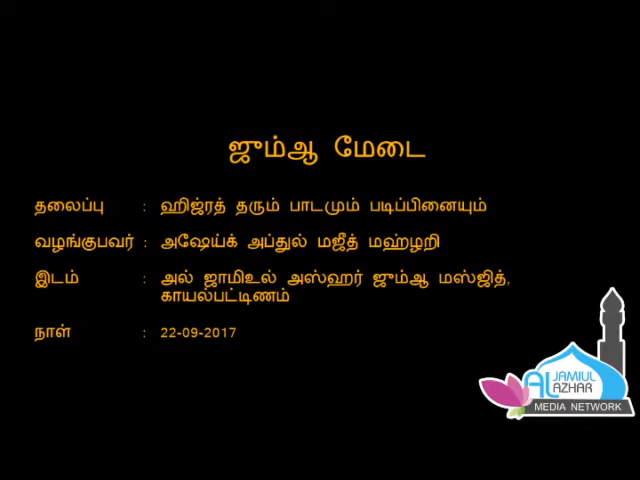 ஜும்ஆ மேடை
தலைப்பு : ஹிஜ்ரத் தரும் பாடமும் படிப்பினையும்
வழங்குபவர் : அஷேய்க் அப்துல் மஜீத் மஹ்ழறி
இடம் : அல் ஜாமிஉல் அஸ்ஹர் ஜும்ஆ மஸ்ஜித்,
காயல்பட்டிணம்
நாள் : 22-09-2017
AL JAMIUL
AZHAR
MEDIA NETWORK